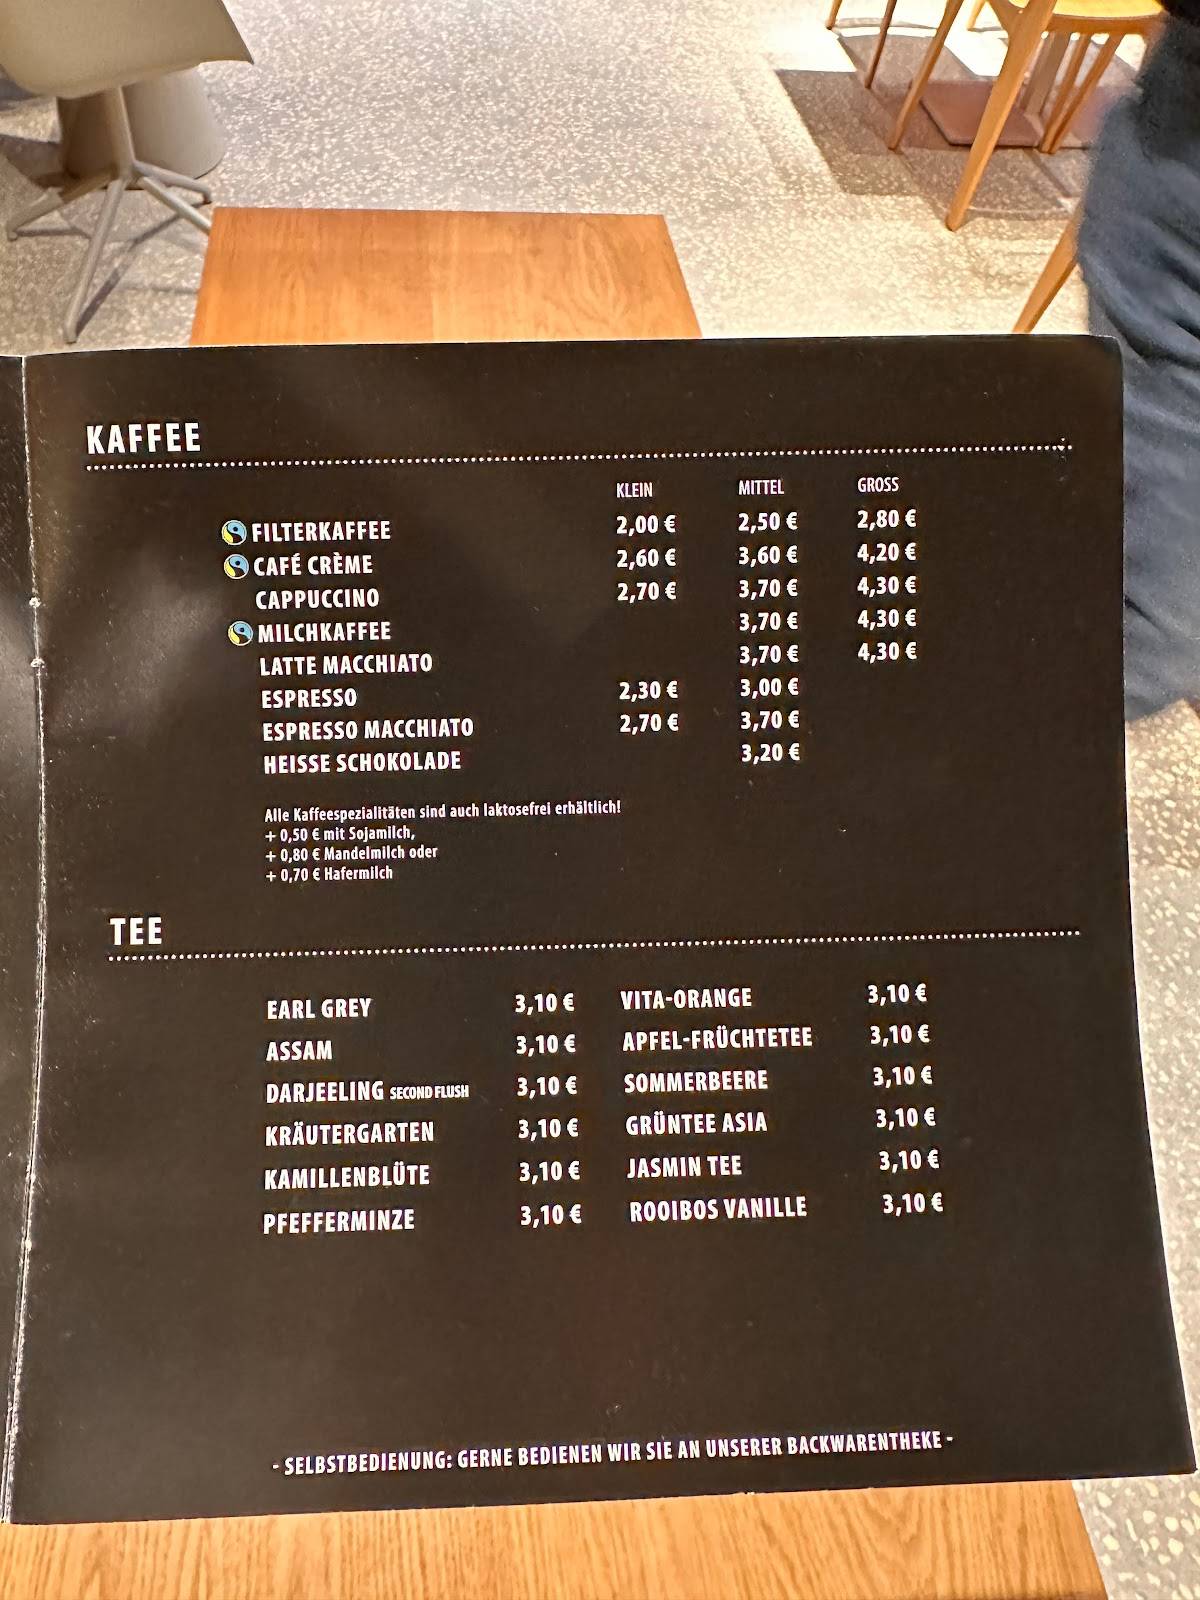 KAFFEE
KLEIN MITTEL GROSS
FILTERKAFFEE 2,00 € 2,50 € 2,80 €
CAFÉ CRÈME 2,60 € 3,60 € 4,20 €
CAPPUCCINO 2,70 € 3,70 € 4,30 €
MILCHKAFFEE 3,70 € 4,30 €
LATTE MACCHIATO 3,70 € 4,30 €
ESPRESSO 2,30 € 3,00 €
ESPRESSO MACCHIATO 2,70 € 3,70 €
HEISSE SCHOKOLADE 3,20 €
Alle Kaffeespezialitäten sind auch laktosefrei erhältlich!
+ 0,50 € mit Sojamilch,
+ 0,80 € Mandelmilch oder
+ 0,70 € Hafermilch
TEE
EARL GREY 3,10 € VITA-ORANGE 3,10 €
ASSAM 3,10 € APFEL-FRÜCHTETEE 3,10 €
DARJEELING SECOND FLUSH 3,10 € SOMMERBEERE 3,10 €
KRÄUTERGARTEN 3,10 € GRÜNTEE ASIA 3,10 €
KAMILLENBLÜTE 3,10 € JASMIN TEE 3,10 €
PFEFFERMINZE 3,10 € ROOIBOS VANILLE 3,10 €
- SELBSTBEDIENUNG: GERNE BEDIENEN WIR SIE AN UNSERER BACKWARENTHEKE -